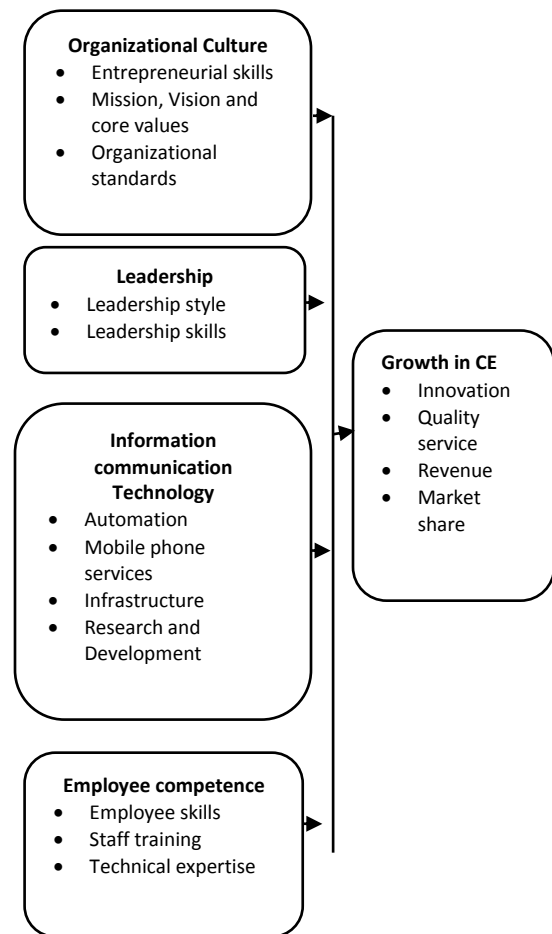 Organizational Culture
• Entrepreneurial skills
• Mission, Vision and
core values
• Organizational
standards
Leadership
• Leadership style
• Leadership skills
Information
communication
Technology
• Automation
• Mobile phone
services
• Infrastructure
• Research and
Development
Employee competence
• Employee skills
• Staff training
• Technical expertise
Growth in CE
• Innovation
• Quality
service
• Revenue
• Market
share